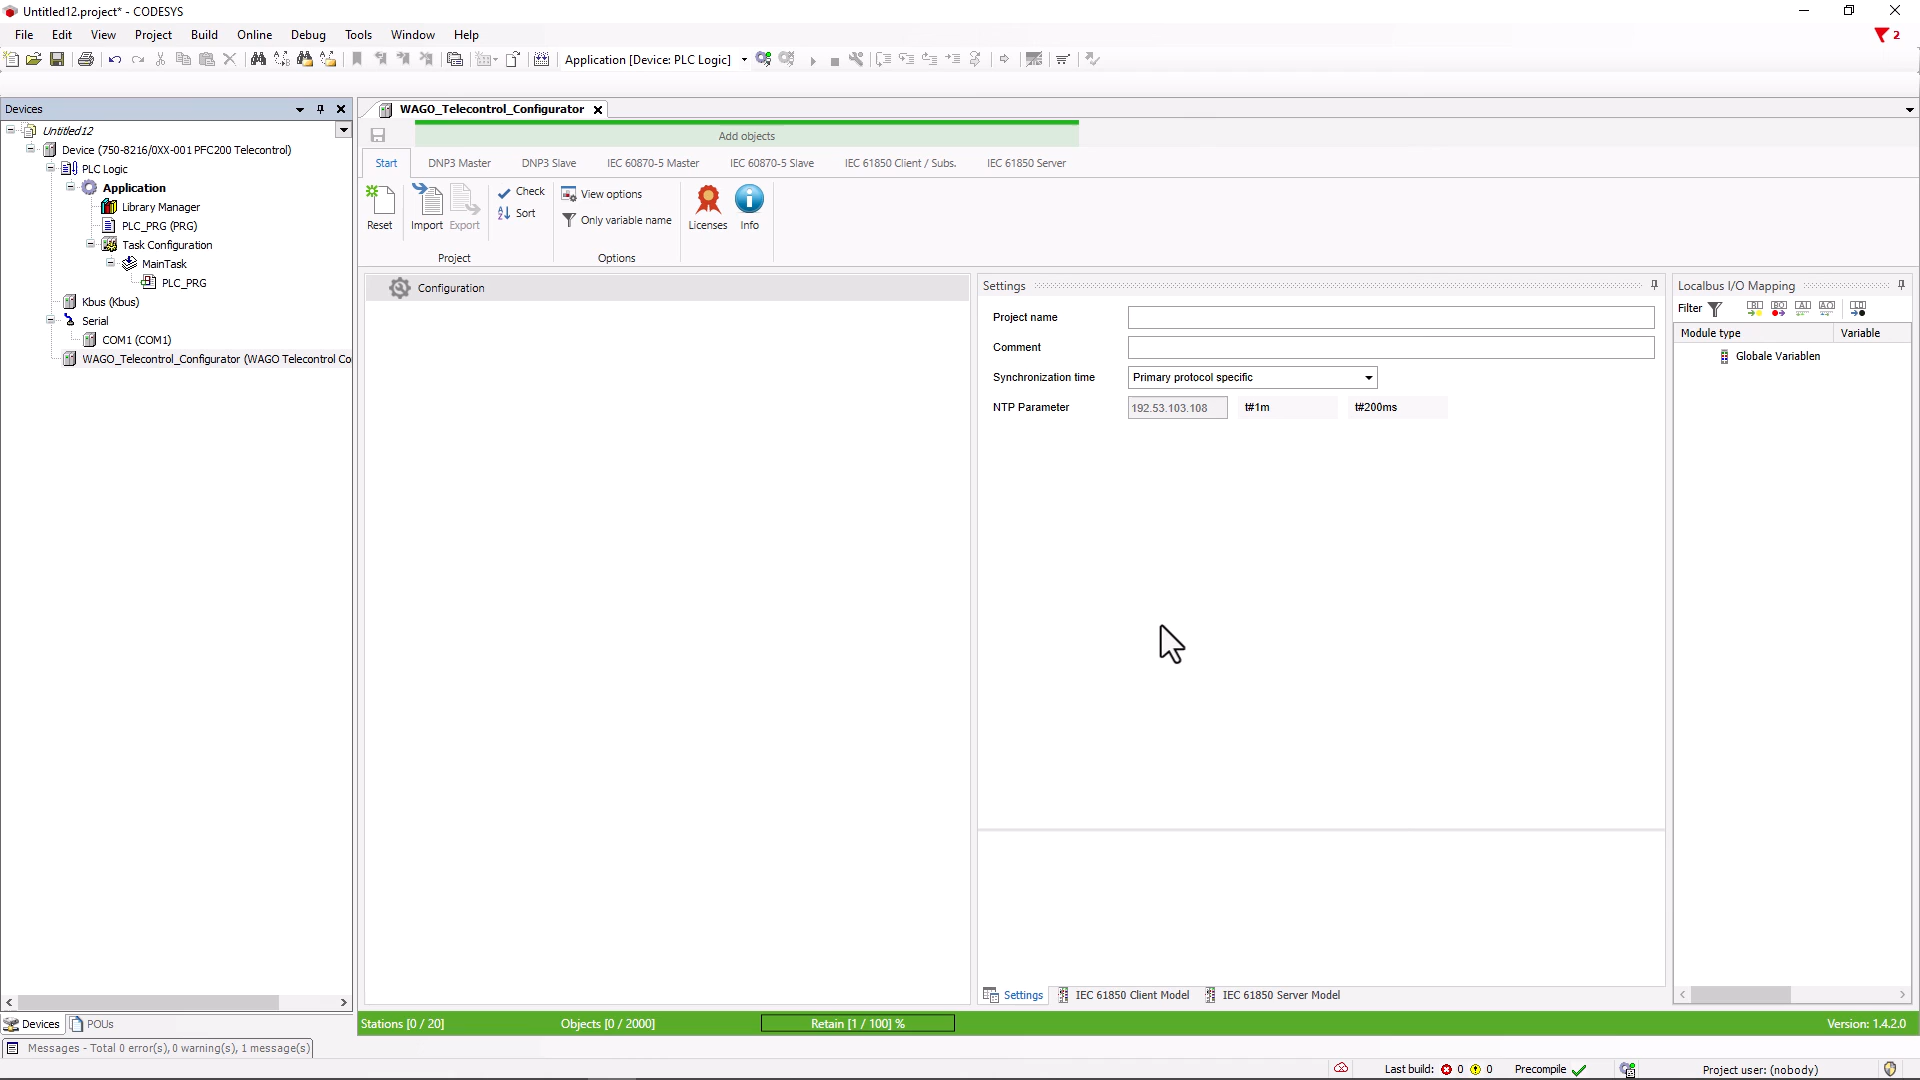 Untitled12.project* - CODESYS
File Edit View Project Build Online Debug Tools Window Help
2
Application [Device: PLC Logic]
Devices
Untitled12
Device (750-8216/0XX-001 PFC200 Telecontrol)
PLC Logic
Application
Library Manager
PLC_PRG (PRG)
Task Configuration
MainTask
PLC_PRG
Kbus (Kbus)
Serial
COM1 (COM1)
WAGO_Telecontrol_Configurator (WAGO Telecontrol Co
WAGO_Telecontrol_Configurator
Add objects
Start DNP3 Master DNP3 Slave IEC 60870-5 Master IEC 60870-5 Slave IEC 61850 Client / Subs. IEC 61850 Server
Reset Import Export
Check
Sort
View options
Only variable name
Licenses Info
Project Options
Configuration
Settings
Project name
Comment
Synchronization time Primary protocol specific
NTP Parameter 192.53.103.108 t#1m t#200ms
Localbus I/O Mapping
Filter BI BO AI AO
Module type Variable
Globale Variablen
Settings IEC 61850 Client Model IEC 61850 Server Model
Devices POUs
Stations [0 / 20] Objects [0 / 2000] Retain [1 / 100] % Version: 1.4.2.0
Messages - Total 0 error(s), 0 warning(s), 1 message(s)
Last build: 0 0 Precompile Project user: (nobody)